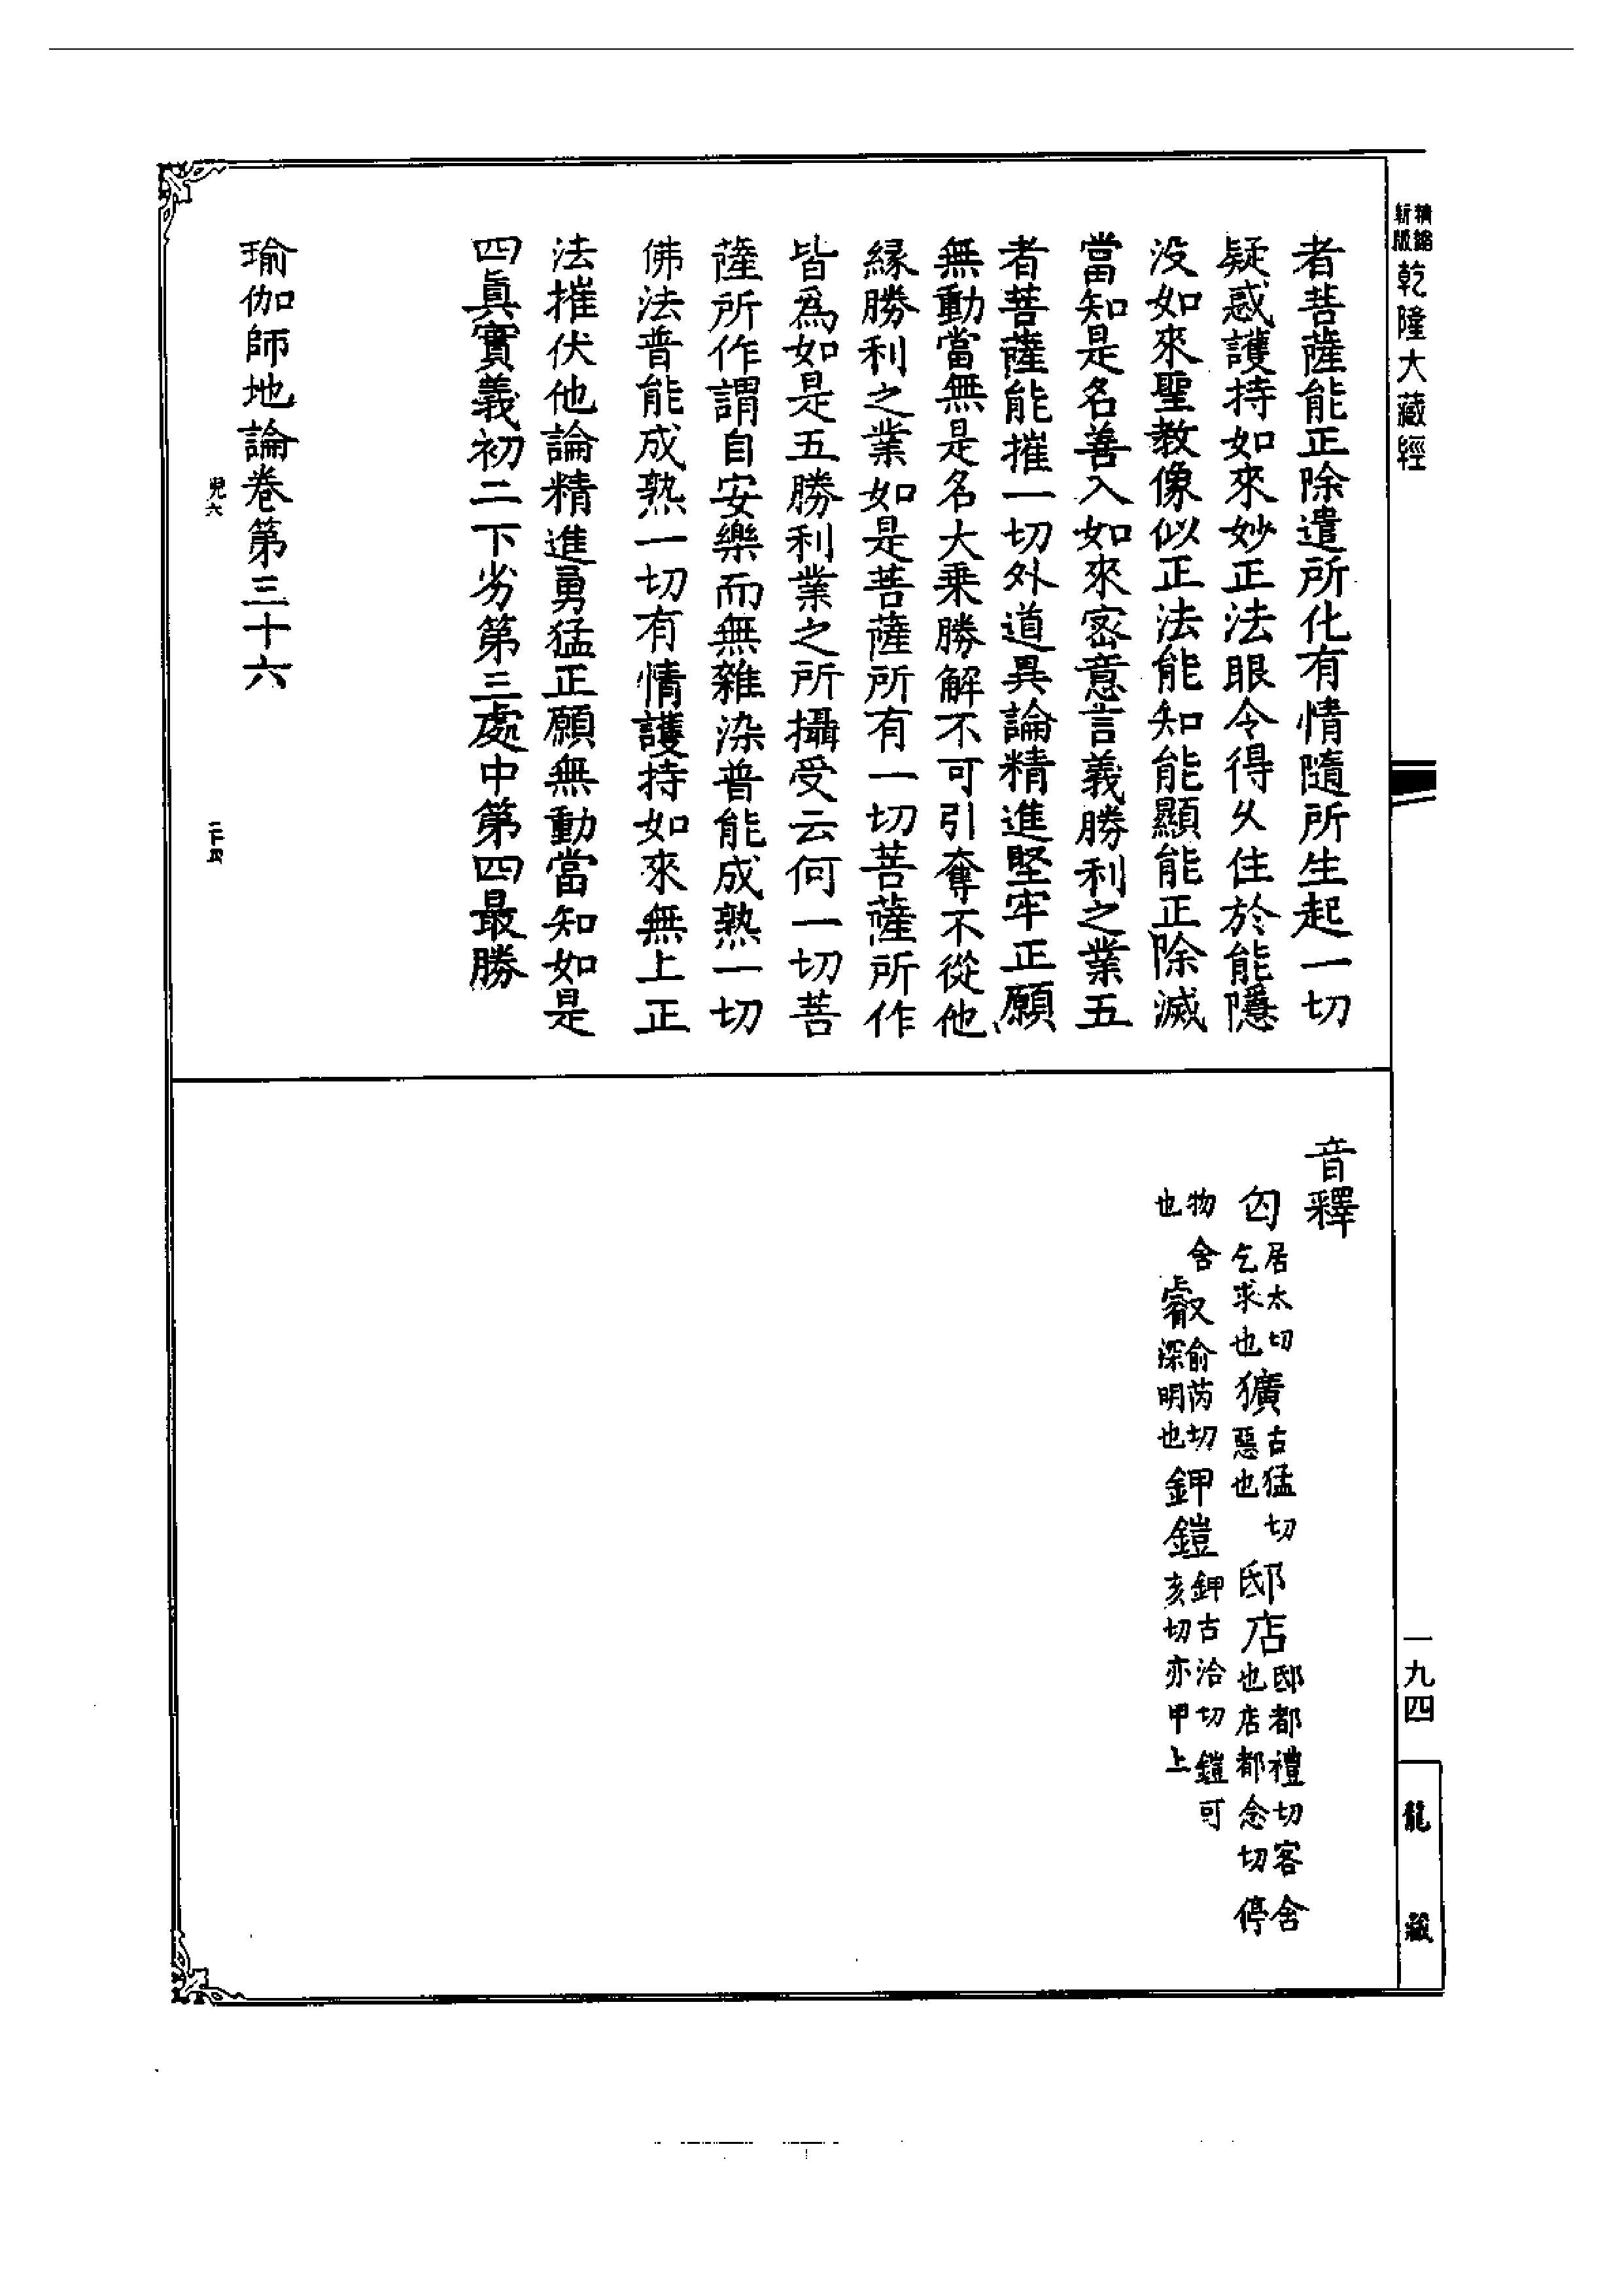 精縮
新版
乾隆大藏經
者菩薩能正除遣所化有情隨所生起一切
疑惑護持如來妙正法眼令得久住於能隱
没如來聖教像似正法能知能顯能正除滅
當知是名善入如來密意言義勝利之業五
者菩薩能摧一切外道異論精進堅牢正願
無動當無是名大乗勝解不可引奪不從他
緣勝利之業如是菩薩所有一切菩薩所作
皆爲如是五勝利業之所攝受云何一切菩
薩所作謂自安樂而無雜染普能成熟一切
佛法普能成熟一切有情護持如來無上正
法摧伏他論精進勇猛正願無動當知如是
四眞實義初二下劣第三處中第四最勝
瑜伽師地論卷第三十六
兒六
二十五
音釋
匃居太切乞求也獷古猛切惡也邸店邸都禮切客舍也店都念切停
物舍也叡俞芮切深明也鉀鎧鉀古洽切鎧可亥切亦甲上
一九四
龍藏